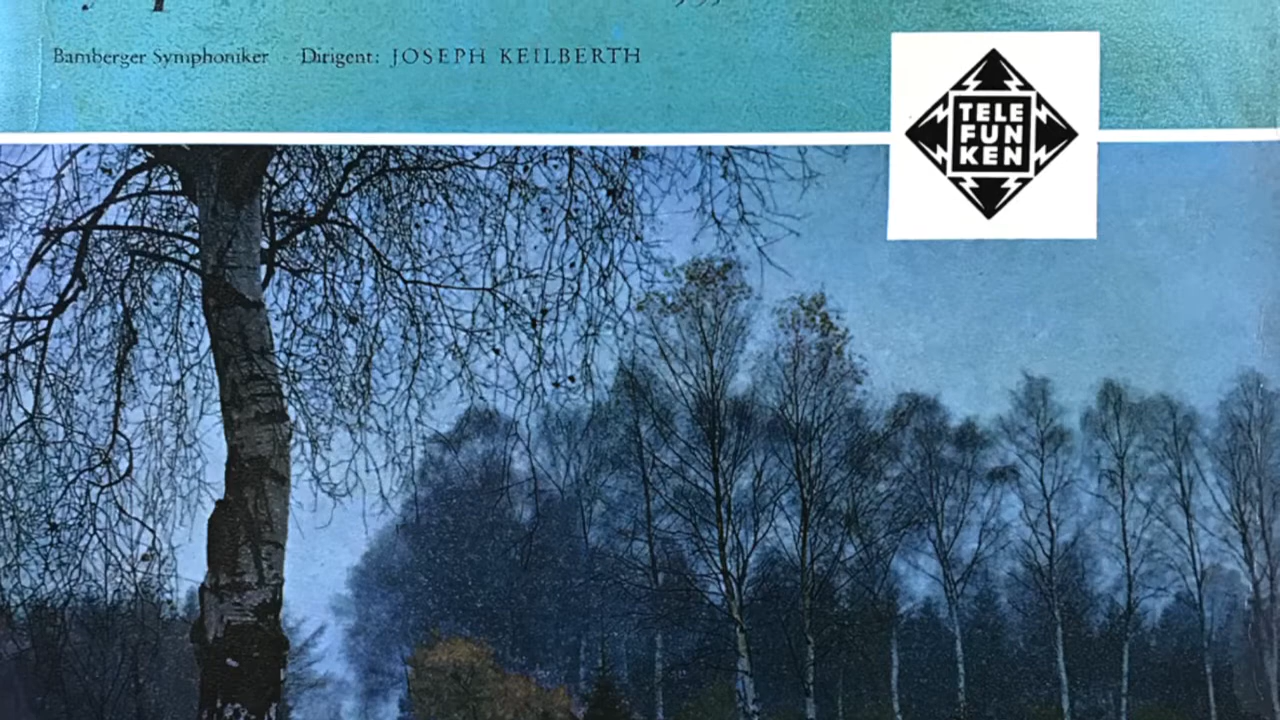 Bamberger Symphoniker - Dirigent: JOSEPH KEILBERTH
TELE
FUN
KEN